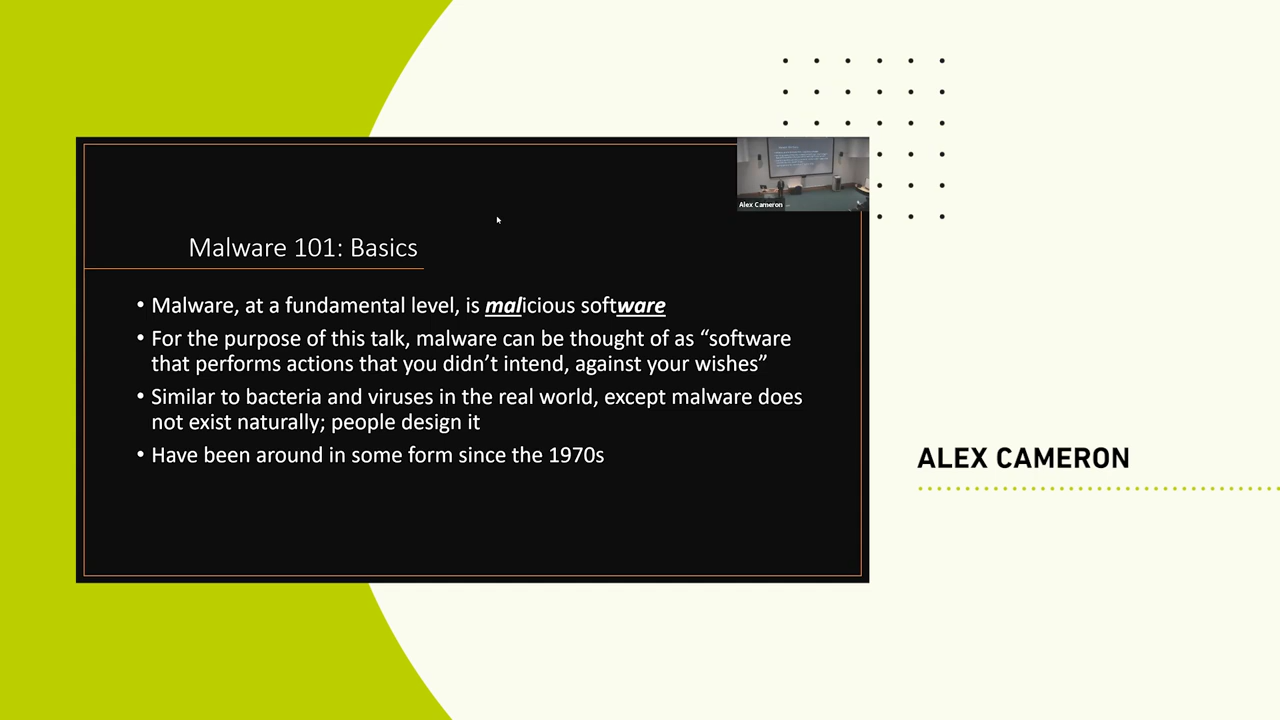 Alex Cameron
Malware 101: Basics
• Malware, at a fundamental level, is malicious software
• For the purpose of this talk, malware can be thought of as “software
that performs actions that you didn’t intend, against your wishes”
• Similar to bacteria and viruses in the real world, except malware does
not exist naturally; people design it
• Have been around in some form since the 1970s
ALEX CAMERON